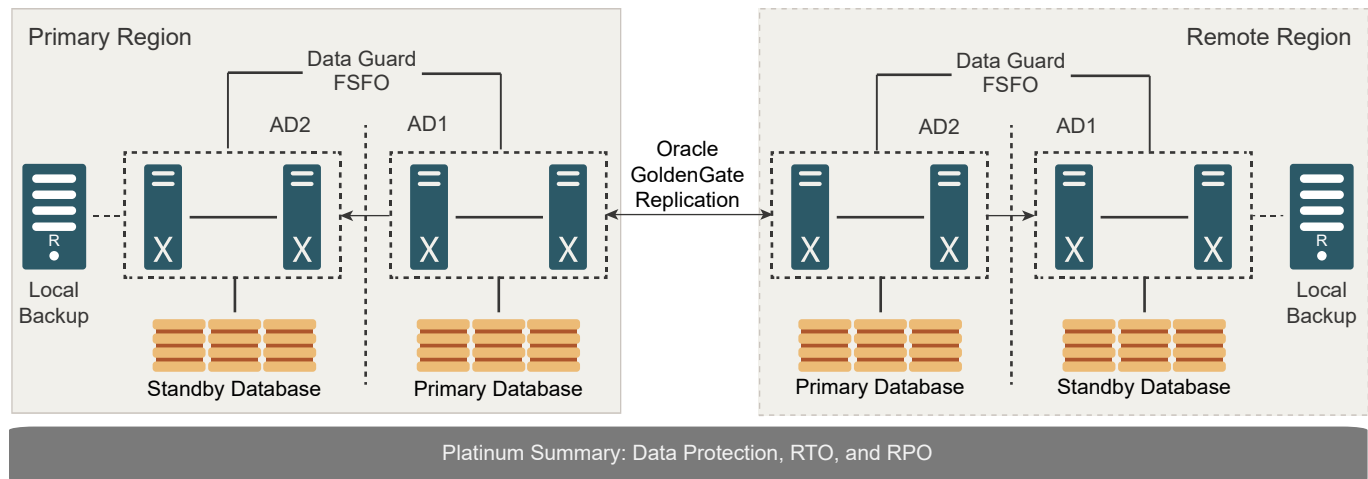 Primary Region
Data Guard
FSFO
AD2
AD1
R
X
X
X
X
Local
Backup
Standby Database
Primary Database
Oracle
GoldenGate
Replication
Remote Region
Data Guard
FSFO
AD2
AD1
X
X
X
X
R
Local
Backup
Primary Database
Standby Database
Platinum Summary: Data Protection, RTO, and RPO